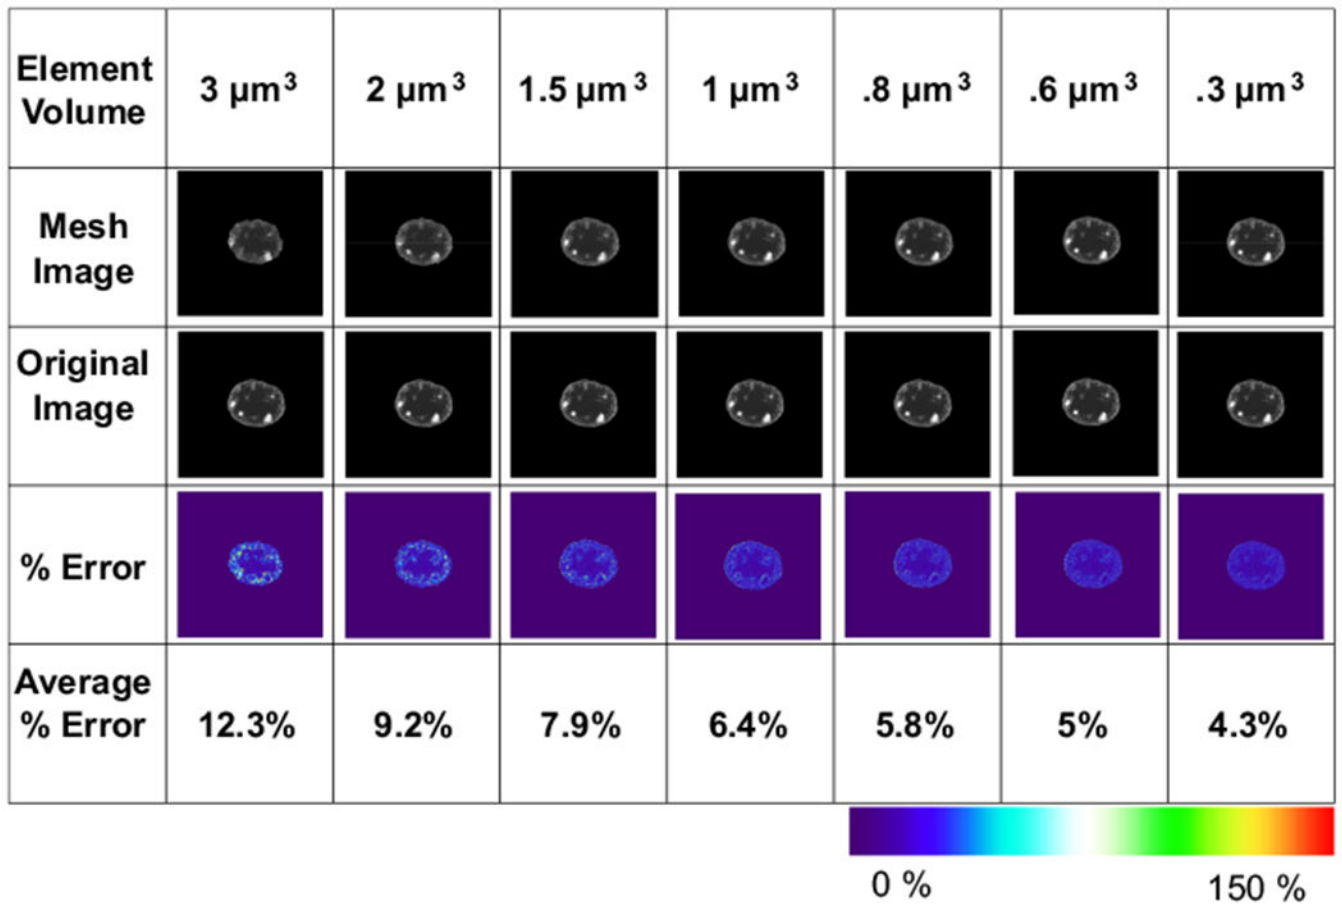 Element Volume 3 µm³ 2 µm³ 1.5 µm³ 1 µm³ .8 µm³ .6 µm³ .3 µm³
Mesh Image
Original Image
% Error
Average % Error 12.3% 9.2% 7.9% 6.4% 5.8% 5% 4.3%
0 % 150 %